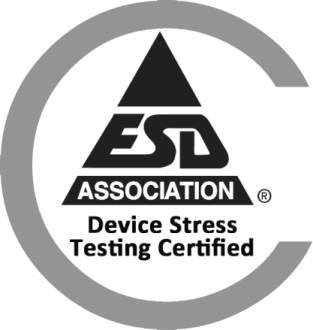 ESD
ASSOCIATION ®
Device Stress
Testing Certified